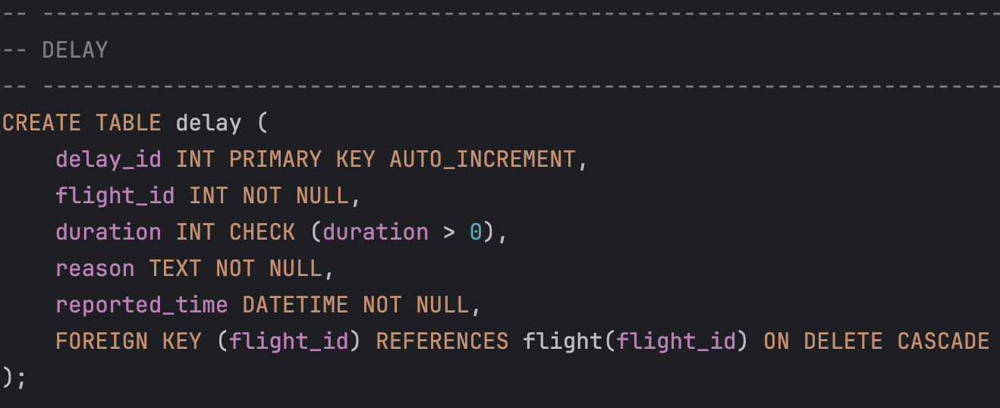 -- ------------------------------------------------------------------------
-- DELAY
-- ------------------------------------------------------------------------
CREATE TABLE delay (
    delay_id INT PRIMARY KEY AUTO_INCREMENT,
    flight_id INT NOT NULL,
    duration INT CHECK (duration > 0),
    reason TEXT NOT NULL,
    reported_time DATETIME NOT NULL,
    FOREIGN KEY (flight_id) REFERENCES flight(flight_id) ON DELETE CASCADE
);